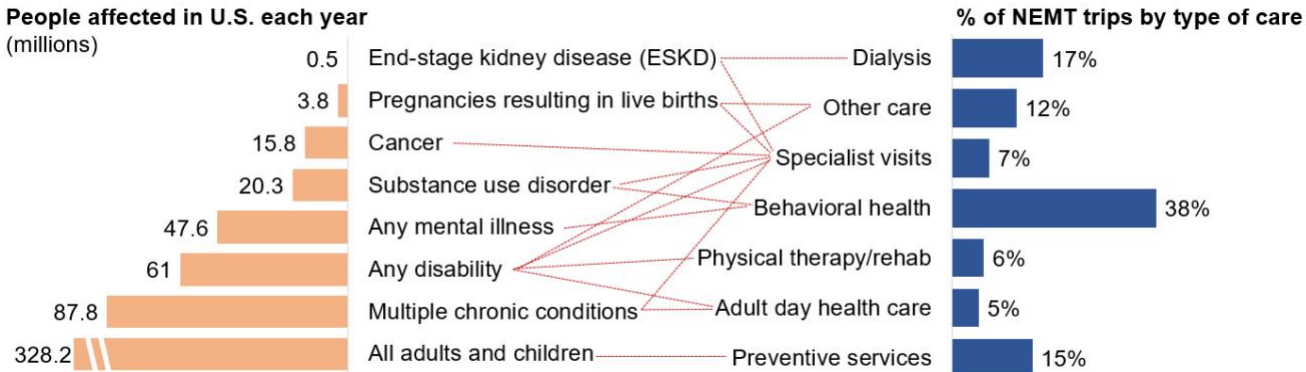 People affected in U.S. each year
(millions)
% of NEMT trips by type of care
0.5 End-stage kidney disease (ESKD) Dialysis 17%
3.8 Pregnancies resulting in live births Other care 12%
15.8 Cancer Specialist visits 7%
20.3 Substance use disorder Behavioral health 38%
47.6 Any mental illness Physical therapy/rehab 6%
61 Any disability Adult day health care 5%
87.8 Multiple chronic conditions
328.2 All adults and children Preventive services 15%